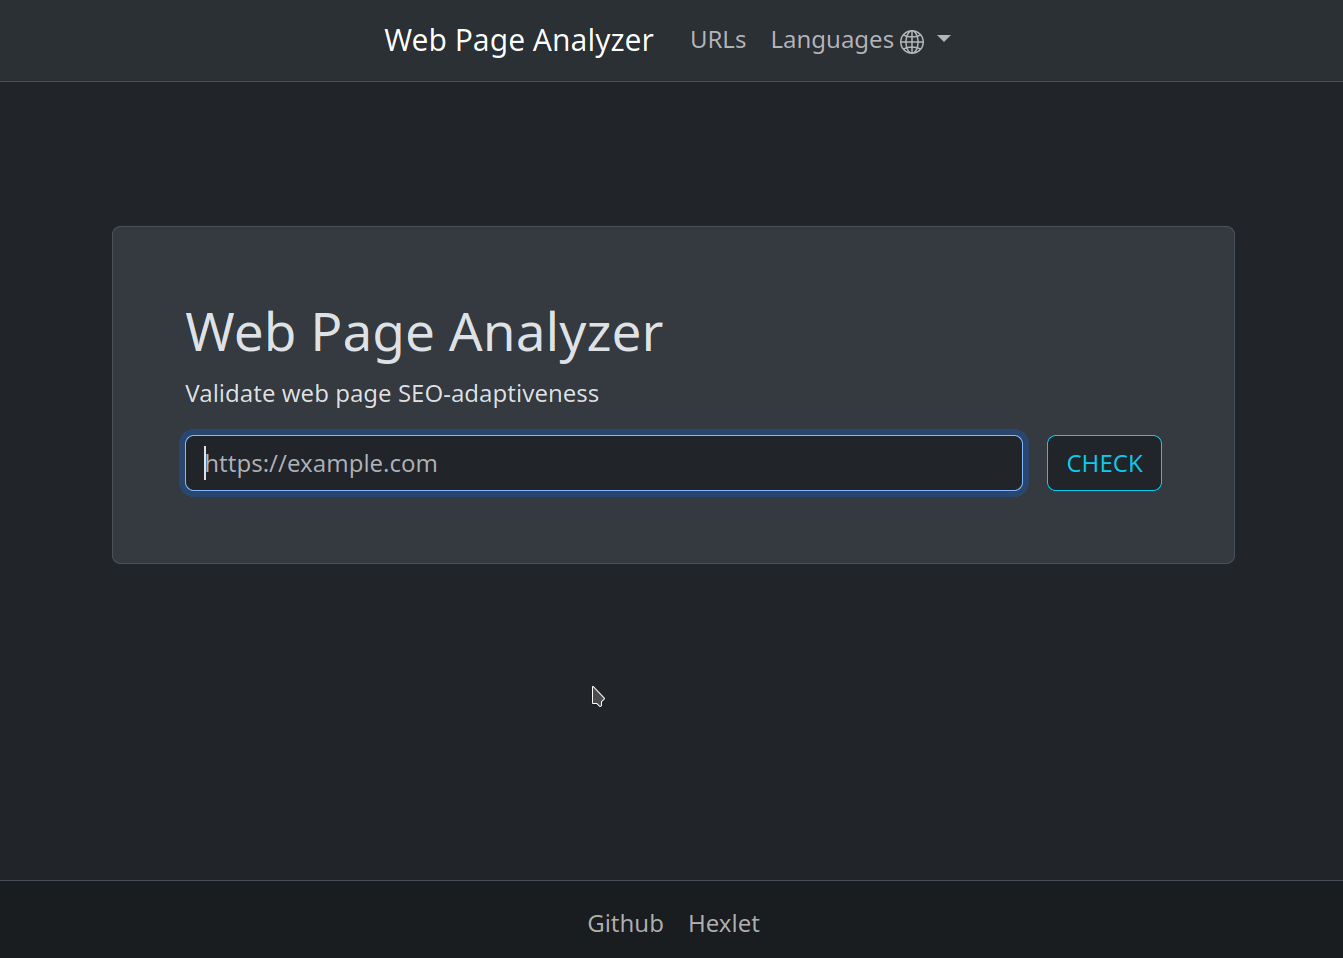 Web Page Analyzer URLs Languages
Web Page Analyzer
Validate web page SEO-adaptiveness
https://example.com CHECK
Github Hexlet